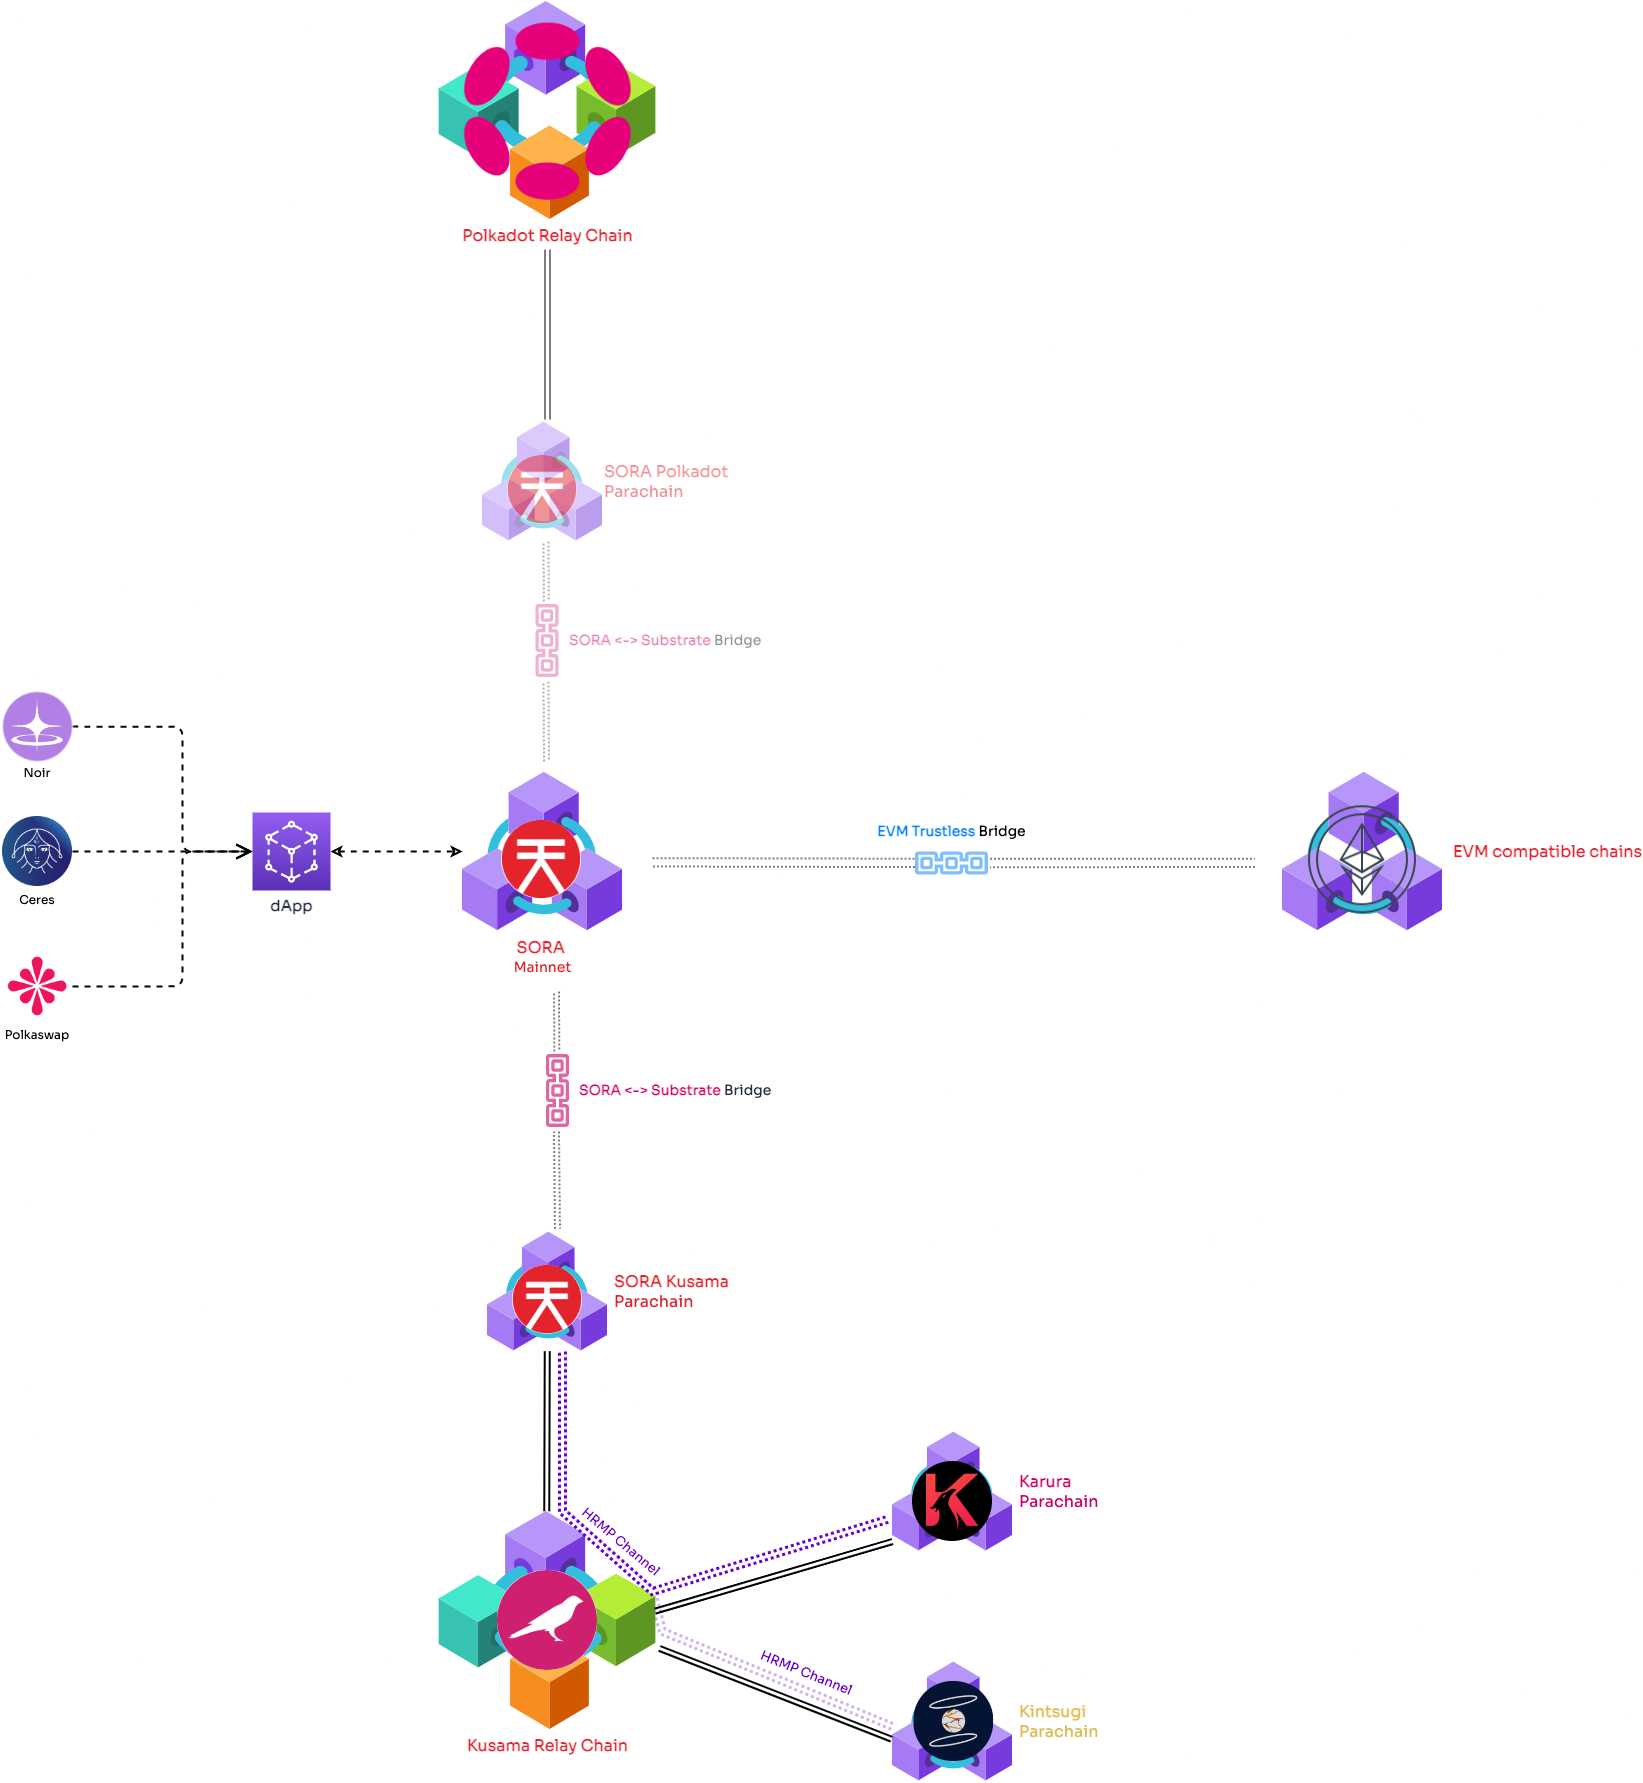 Polkadot Relay Chain
SORA Polkadot
Parachain
SORA <-> Substrate Bridge
Noir
Ceres
Polkaswap
dApp
SORA
Mainnet
EVM Trustless Bridge
EVM compatible chains
SORA <-> Substrate Bridge
SORA Kusama
Parachain
HRMP Channel
Karura
Parachain
HRMP Channel
Kintsugi
Parachain
Kusama Relay Chain